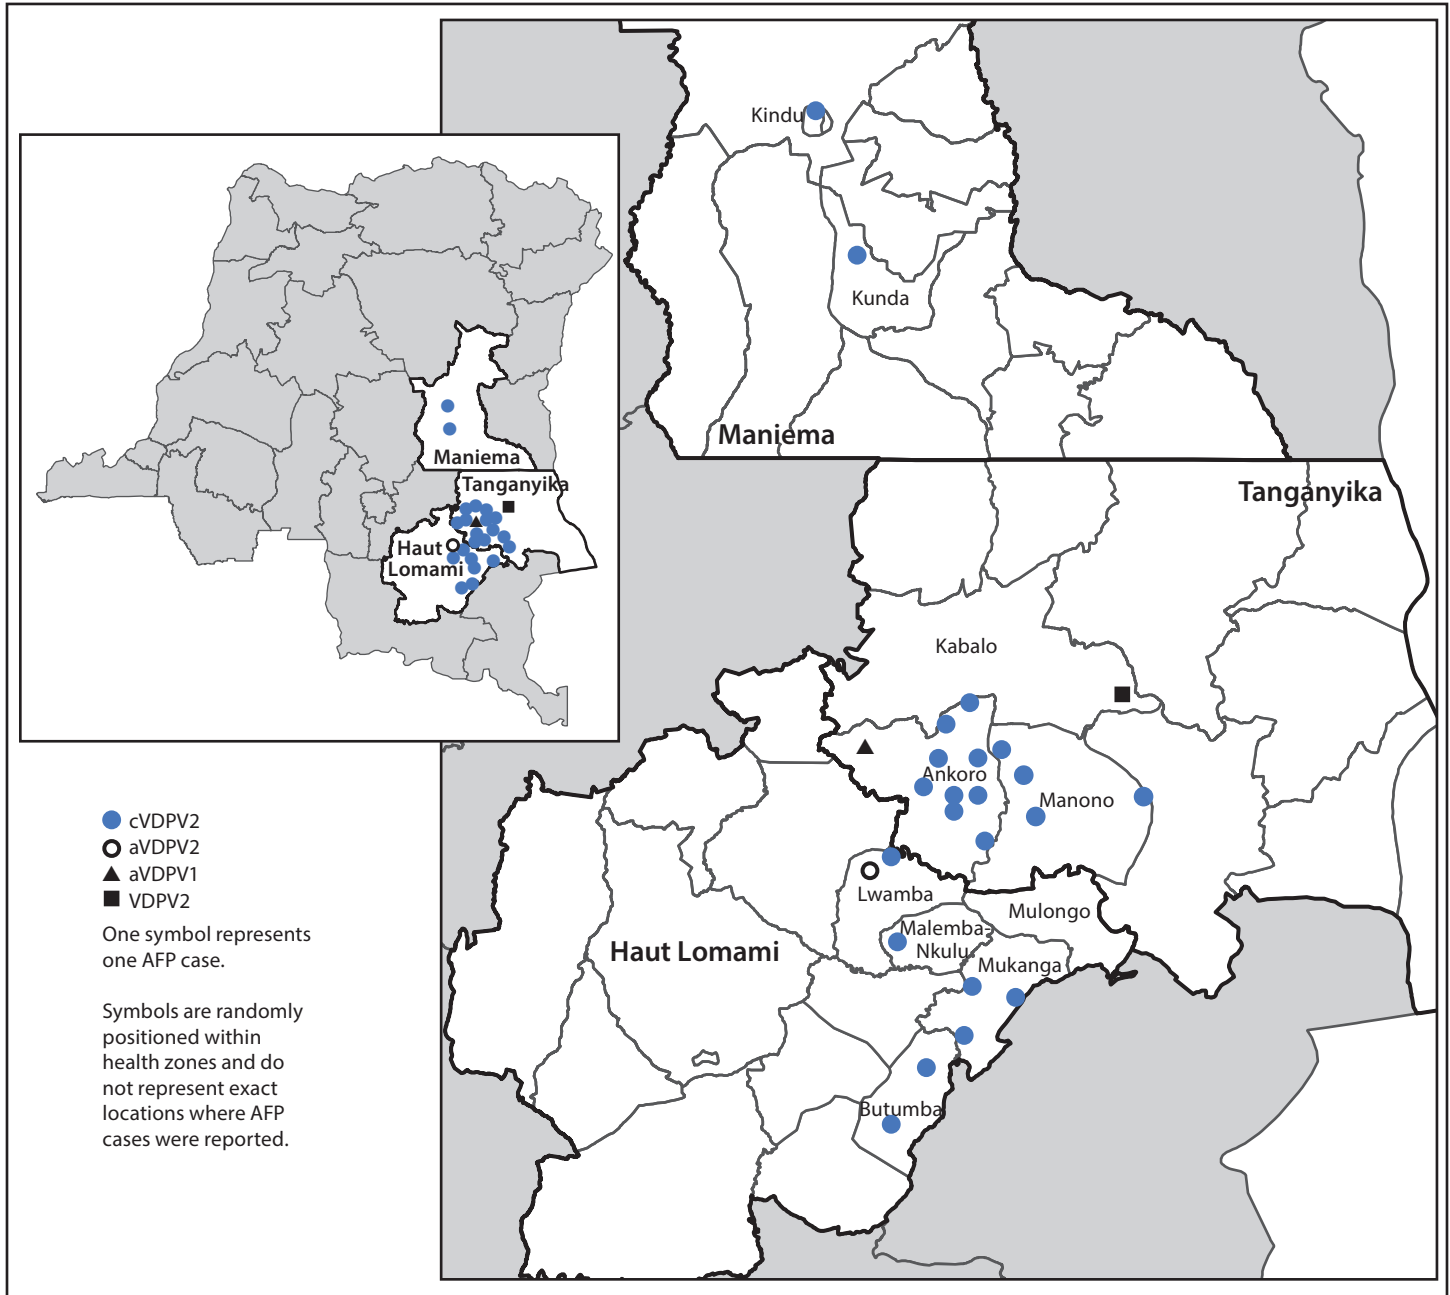 Kindu
Kunda
Maniema
Maniema
Tanganyika
Haut
Lomami
Tanganyika
Kabalo
Ankoro
Manono
Lwamba
Mulongo
Malemba-
Nkulu
Mukanga
Haut Lomami
Butumba
cVDPV2
aVDPV2
aVDPV1
VDPV2
One symbol represents
one AFP case.
Symbols are randomly
positioned within
health zones and do
not represent exact
locations where AFP
cases were reported.